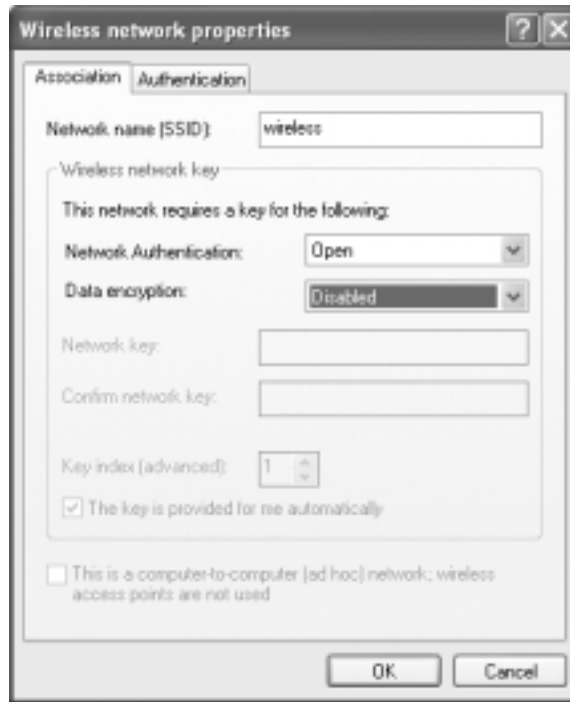 Wireless network properties
Association
Authentication
Network name (SSID):
wireless
Wireless network key
This network requires a key for the following:
Network Authentication:
Open
Data encryption:
Disabled
Network key:
Confirm network key:
Key index (advanced):
1
The key is provided for me automatically
This is a computer-to-computer (ad hoc) network; wireless
access points are not used
OK
Cancel